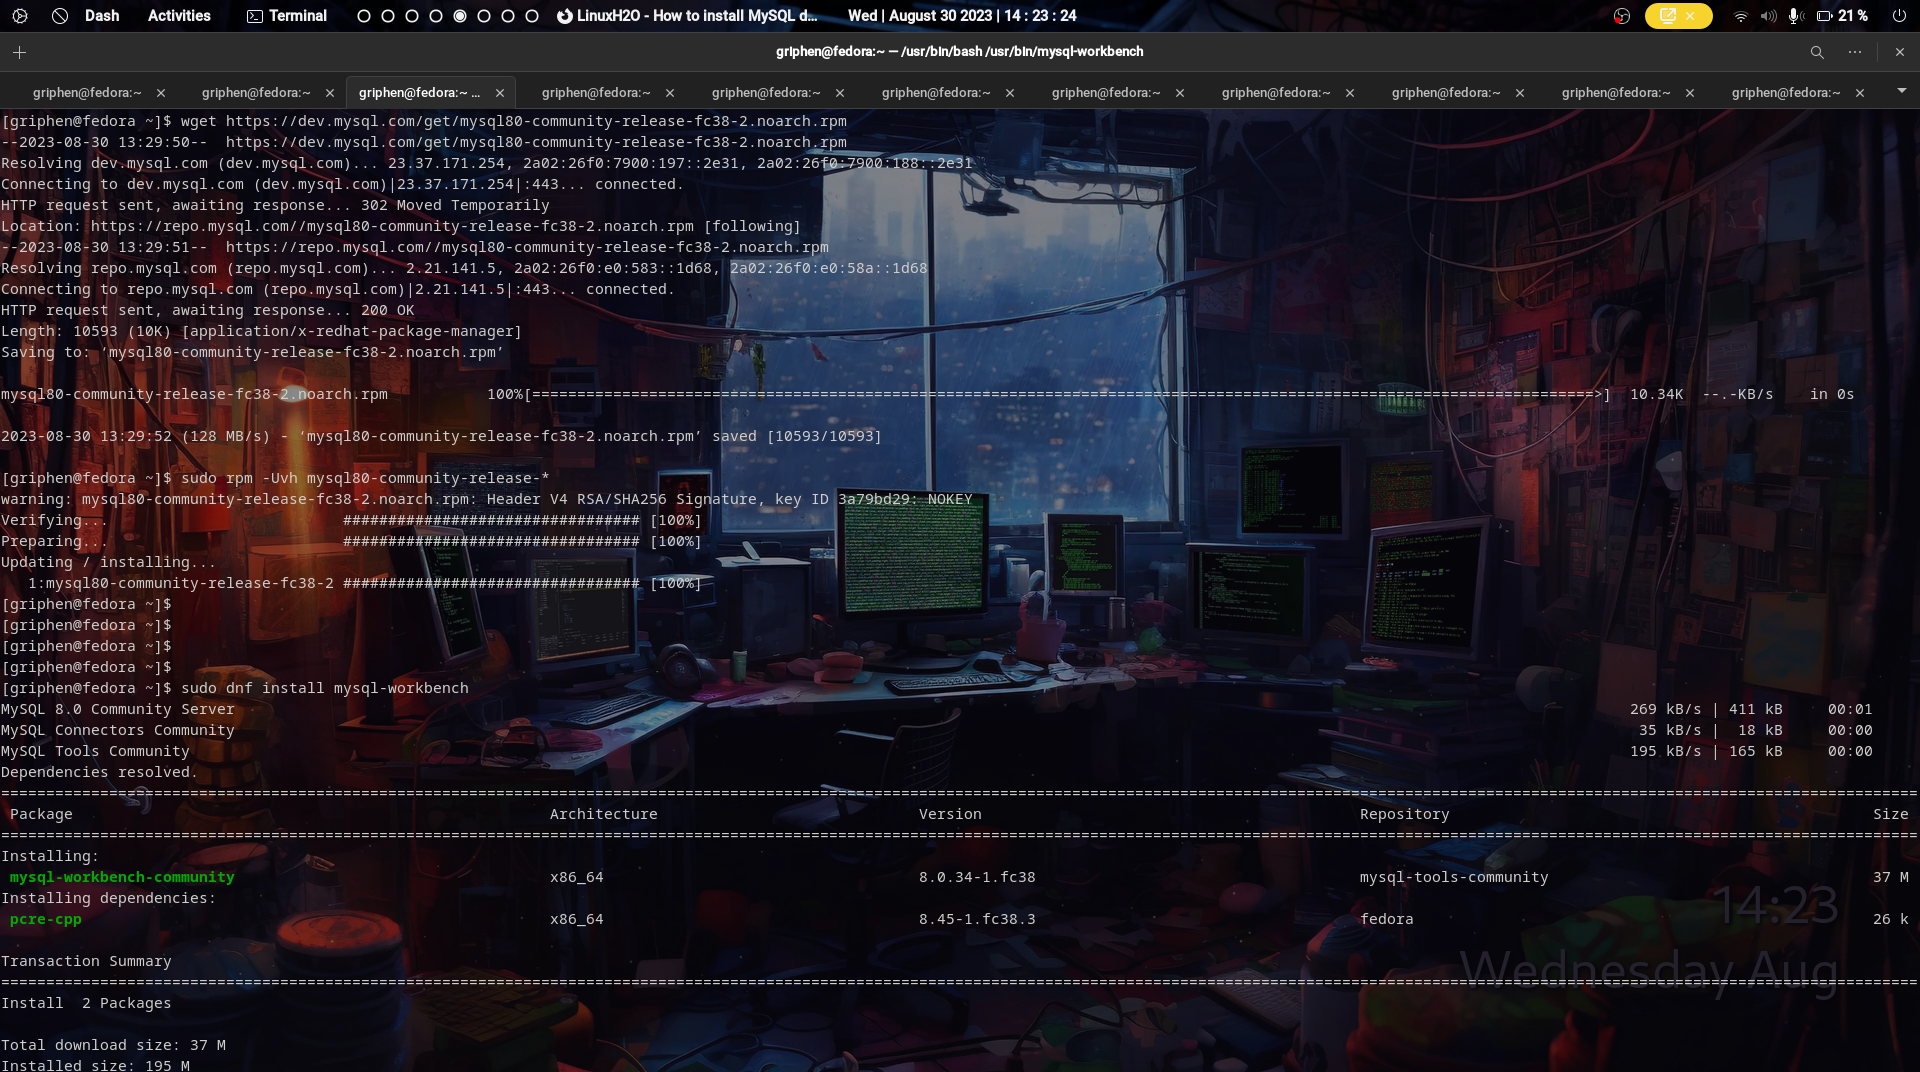 Dash Activities Terminal LinuxH2O - How to install MySQL d... Wed | August 30 2023 | 14 : 23 : 24 21 %
griphen@fedora:~ — /usr/bin/bash /usr/bin/mysql-workbench
griphen@fedora:~ griphen@fedora:~ griphen@fedora:~ ... griphen@fedora:~ griphen@fedora:~ griphen@fedora:~ griphen@fedora:~ griphen@fedora:~ griphen@fedora:~ griphen@fedora:~ griphen@fedora:~
[griphen@fedora ~]$ wget https://dev.mysql.com/get/mysql80-community-release-fc38-2.noarch.rpm
--2023-08-30 13:29:50--  https://dev.mysql.com/get/mysql80-community-release-fc38-2.noarch.rpm
Resolving dev.mysql.com (dev.mysql.com)... 23.37.171.254, 2a02:26f0:7900:197::2e31, 2a02:26f0:7900:188::2e31
Connecting to dev.mysql.com (dev.mysql.com)|23.37.171.254|:443... connected.
HTTP request sent, awaiting response... 302 Moved Temporarily
Location: https://repo.mysql.com//mysql80-community-release-fc38-2.noarch.rpm [following]
--2023-08-30 13:29:51--  https://repo.mysql.com//mysql80-community-release-fc38-2.noarch.rpm
Resolving repo.mysql.com (repo.mysql.com)... 2.21.141.5, 2a02:26f0:e0:583::1d68, 2a02:26f0:e0:58a::1d68
Connecting to repo.mysql.com (repo.mysql.com)|2.21.141.5|:443... connected.
HTTP request sent, awaiting response... 200 OK
Length: 10593 (10K) [application/x-redhat-package-manager]
Saving to: ‘mysql80-community-release-fc38-2.noarch.rpm’
mysql80-community-release-fc38-2.noarch.rpm 100%[======================================================================================================================>] 10.34K --.-KB/s in 0s
2023-08-30 13:29:52 (128 MB/s) - ‘mysql80-community-release-fc38-2.noarch.rpm’ saved [10593/10593]
[griphen@fedora ~]$ sudo rpm -Uvh mysql80-community-release-*
warning: mysql80-community-release-fc38-2.noarch.rpm: Header V4 RSA/SHA256 Signature, key ID 3a79bd29: NOKEY
Verifying... ################################# [100%]
Preparing... ################################# [100%]
Updating / installing...
1:mysql80-community-release-fc38-2 ################################# [100%]
[griphen@fedora ~]$
[griphen@fedora ~]$
[griphen@fedora ~]$
[griphen@fedora ~]$
[griphen@fedora ~]$ sudo dnf install mysql-workbench
MySQL 8.0 Community Server 269 kB/s | 411 kB 00:01
MySQL Connectors Community 35 kB/s | 18 kB 00:00
MySQL Tools Community 195 kB/s | 165 kB 00:00
Dependencies resolved.
Package Architecture Version Repository Size
Installing:
mysql-workbench-community x86_64 8.0.34-1.fc38 mysql-tools-community 37 M
Installing dependencies:
pcre-cpp x86_64 8.45-1.fc38.3 fedora 26 k
14:23
Transaction Summary
Wednesday Aug
Install  2 Packages
Total download size: 37 M
Installed size: 195 M